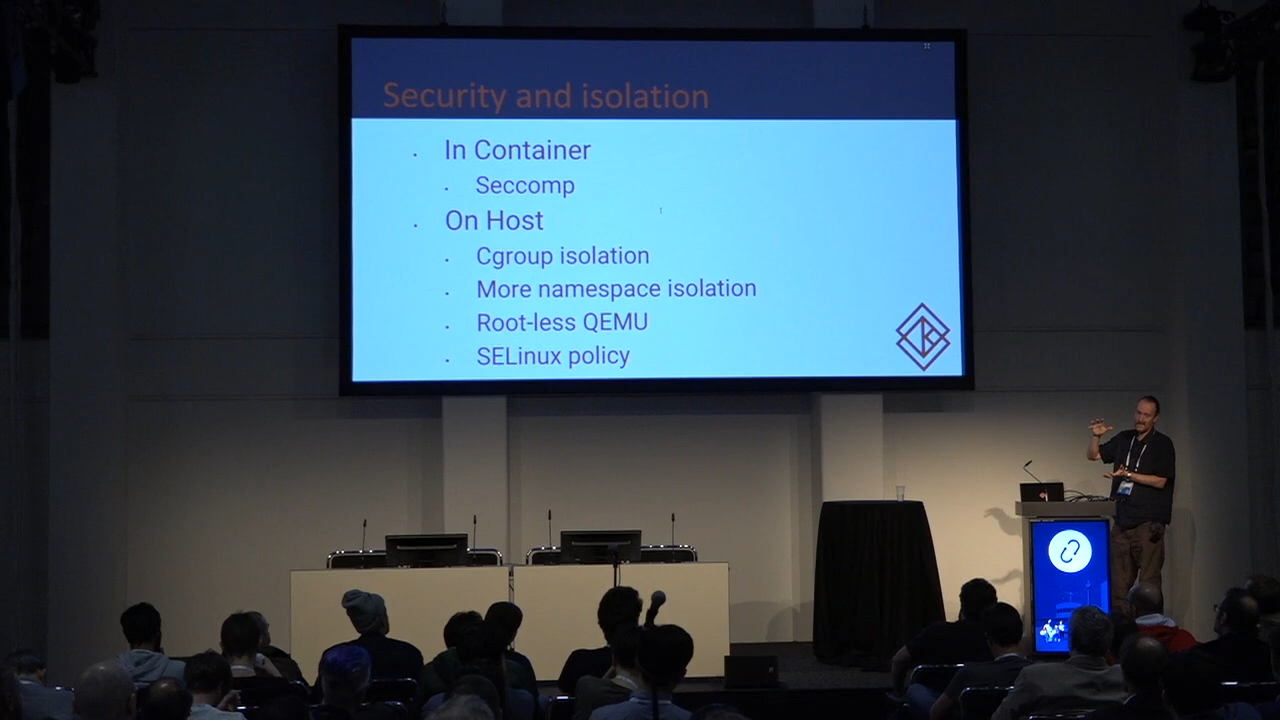 Security and isolation
In Container
Seccomp
On Host
Cgroup isolation
More namespace isolation
Root-less QEMU
SELinux policy